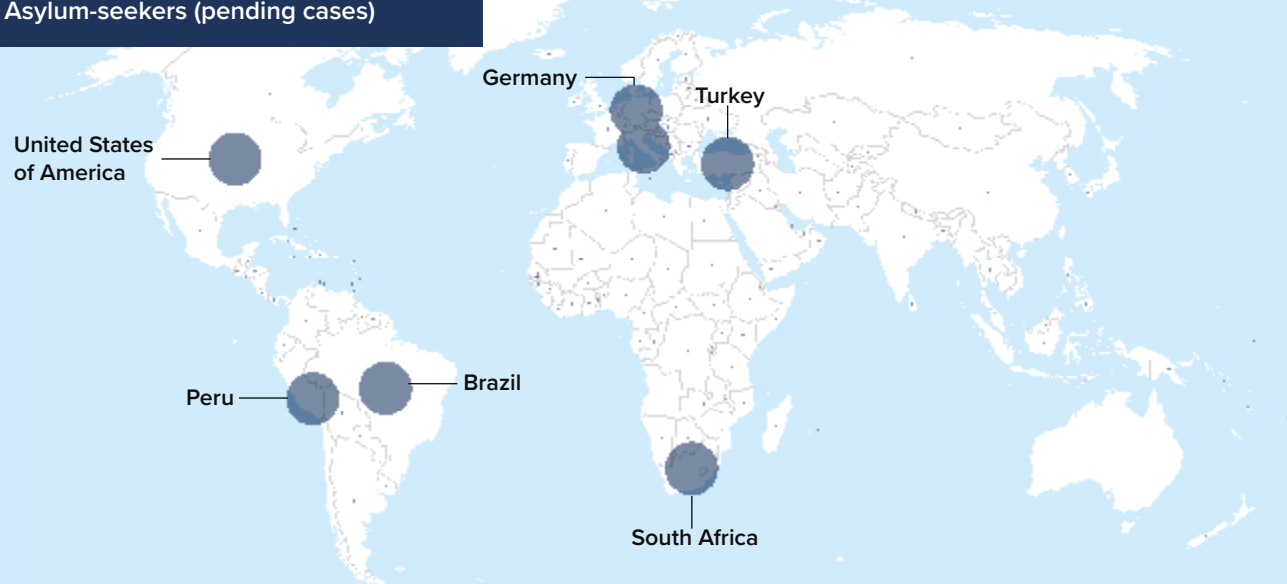 Asylum-seekers (pending cases)
Germany
Turkey
United States
of America
Peru
Brazil
South Africa